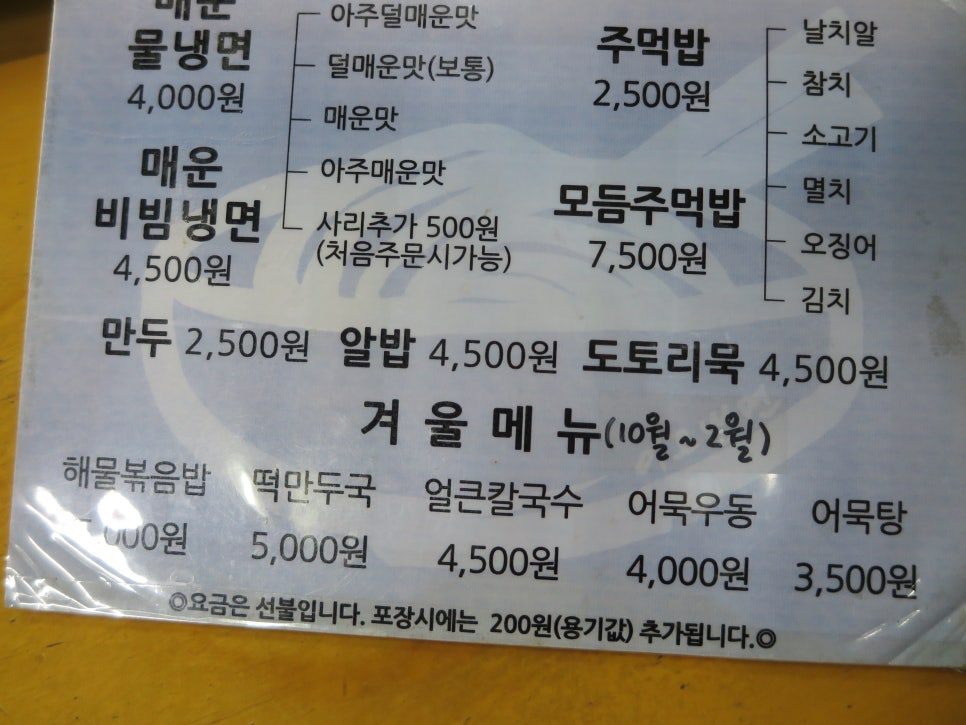 매운
물냉면
4,000원
아주덜매운맛
덜매운맛(보통)
매운맛
아주매운맛
사리추가 500원
(처음주문시가능)
매운
비빔냉면
4,500원
주먹밥
2,500원
모듬주먹밥
7,500원
날치알
참치
소고기
멸치
오징어
김치
만두 2,500원 알밥 4,500원 도토리묵 4,500원
겨울메뉴(10월~2월)
해물볶음밥 떡만두국 얼큰칼국수 어묵우동 어묵탕
000원 5,000원 4,500원 4,000원 3,500원
◎요금은 선불입니다. 포장시에는 200원(용기값) 추가됩니다.◎